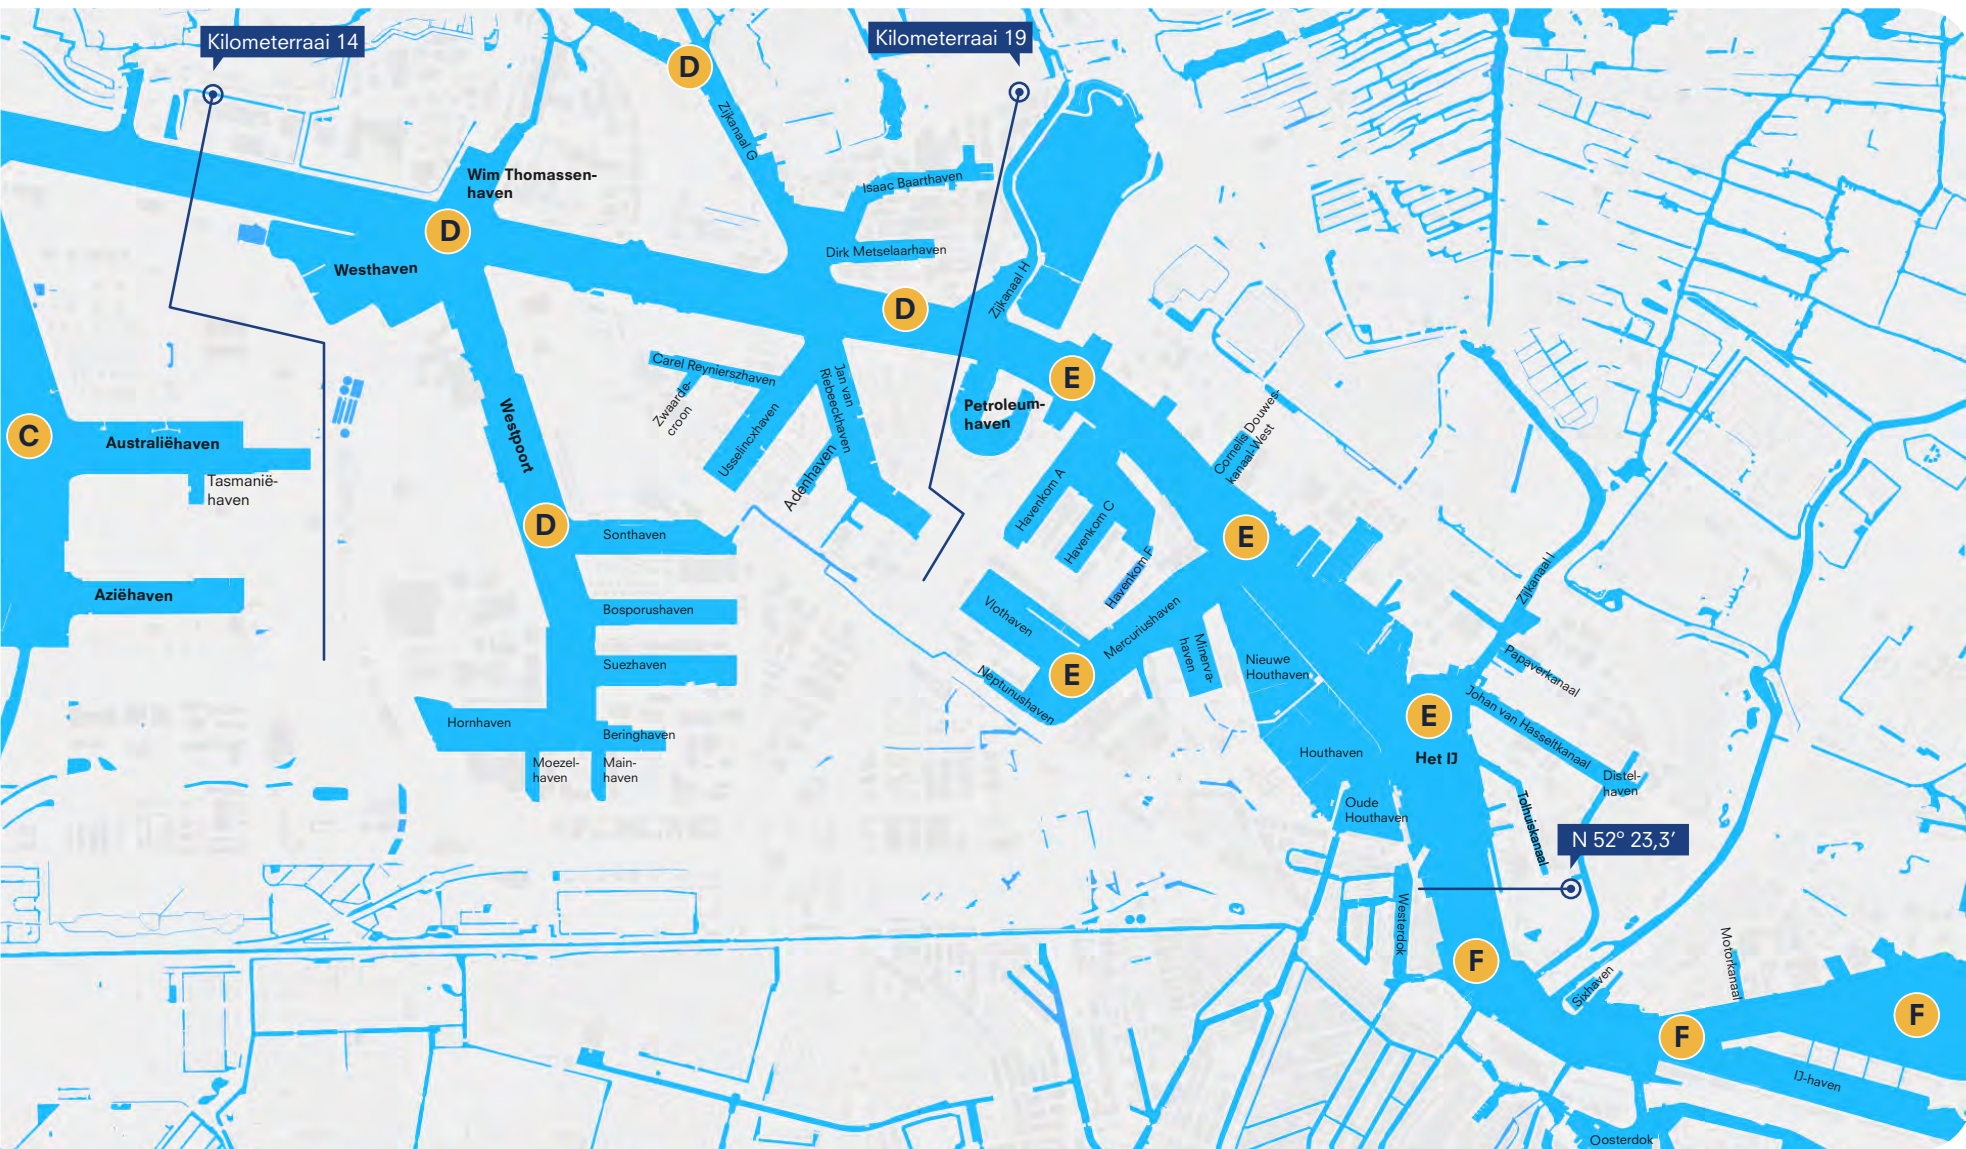 Kilometerraai 14
Kilometerraai 19
D
Zijkanaal G
Wim Thomassen-
haven
Isaac Baarthaven
D
Dirk Metselaarhaven
Westhaven
Zijkanaal H
D
Carel Reynierszhaven
Zwaarde-
croon
Usselincxhaven
Jan van
Riebeeckhaven
Adenhaven
E
Petroleum-
haven
Cornelis Douwes-
kanaal-West
C
Australiëhaven
Tasmanië-
haven
Westpoort
Havenkom A
Havenkom C
Havenkom F
D
Sonthaven
E
Aziëhaven
Bosporushaven
Vlothaven
Mercuriushaven
Zijkanaal I
Suezhaven
Minerva-
haven
Nieuwe
Houthaven
E
Neptunushaven
Papaverkanaal
Hornhaven
Beringhaven
E
Het IJ
Johan van Hasseltkanaal
Moezel-
haven
Main-
haven
Houthaven
Distel-
haven
Oude
Houthaven
Tolhuiskanaal
N 52° 23,3′
Westerdok
F
Sixhaven
Motorkanaal
F
F
IJ-haven
Oosterdok